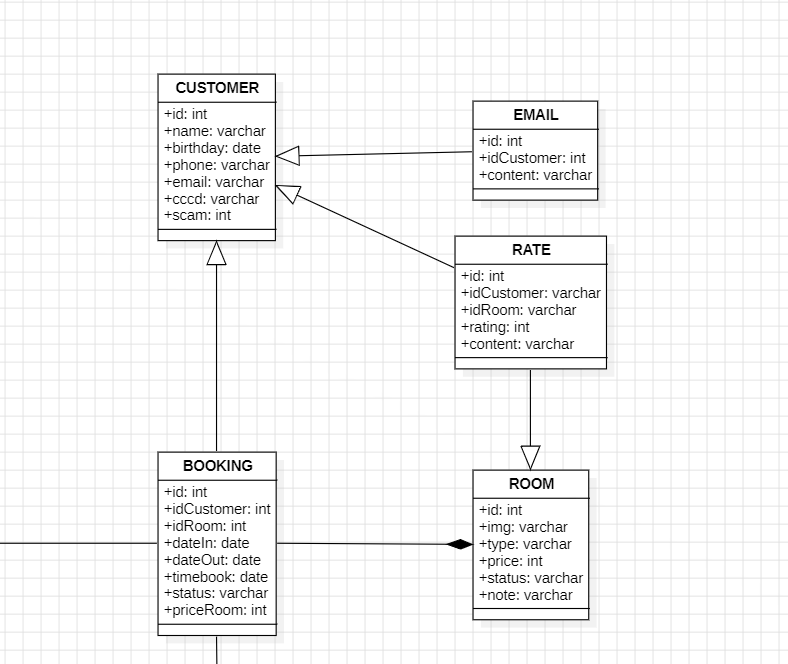 CUSTOMER
+id: int
+name: varchar
+birthday: date
+phone: varchar
+email: varchar
+cccd: varchar
+scam: int
EMAIL
+id: int
+idCustomer: int
+content: varchar
RATE
+id: int
+idCustomer: varchar
+idRoom: varchar
+rating: int
+content: varchar
BOOKING
+id: int
+idCustomer: int
+idRoom: int
+dateIn: date
+dateOut: date
+timebook: date
+status: varchar
+priceRoom: int
ROOM
+id: int
+img: varchar
+type: varchar
+price: int
+status: varchar
+note: varchar